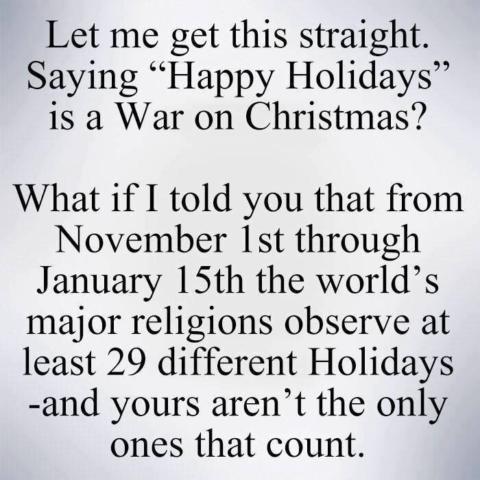 Let me get this straight.
Saying “Happy Holidays”
is a War on Christmas?
What if I told you that from
November 1st through
January 15th the world’s
major religions observe at
least 29 different Holidays
-and yours aren’t the only
ones that count.